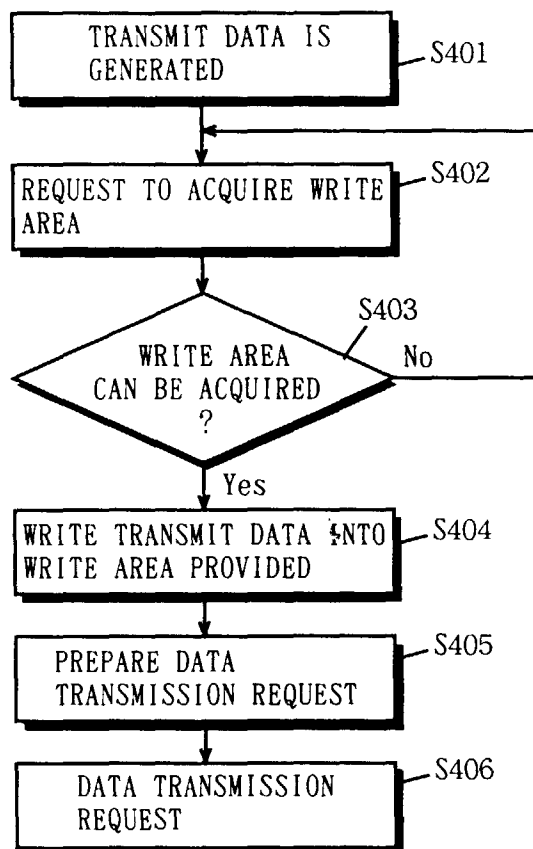 TRANSMIT DATA IS
GENERATED
S401
S402
REQUEST TO ACQUIRE WRITE
AREA
S403
WRITE AREA
CAN BE ACQUIRED
?
No
Yes
WRITE TRANSMIT DATA INTO
WRITE AREA PROVIDED
S404
PREPARE DATA
TRANSMISSION REQUEST
S405
DATA TRANSMISSION
REQUEST
S406